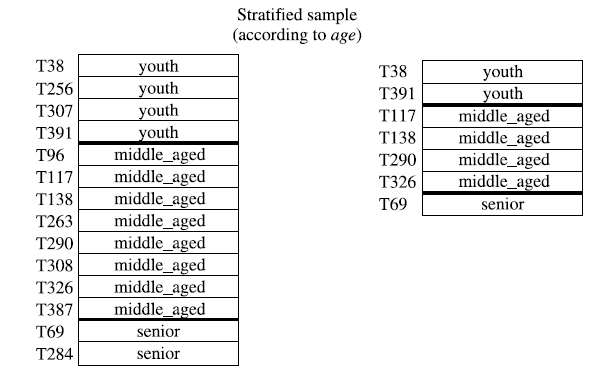 Stratified sample
(according to age)
T38 youth
T256 youth
T307 youth
T391 youth
T96 middle_aged
T117 middle_aged
T138 middle_aged
T263 middle_aged
T290 middle_aged
T308 middle_aged
T326 middle_aged
T387 middle_aged
T69 senior
T284 senior
T38 youth
T391 youth
T117 middle_aged
T138 middle_aged
T290 middle_aged
T326 middle_aged
T69 senior